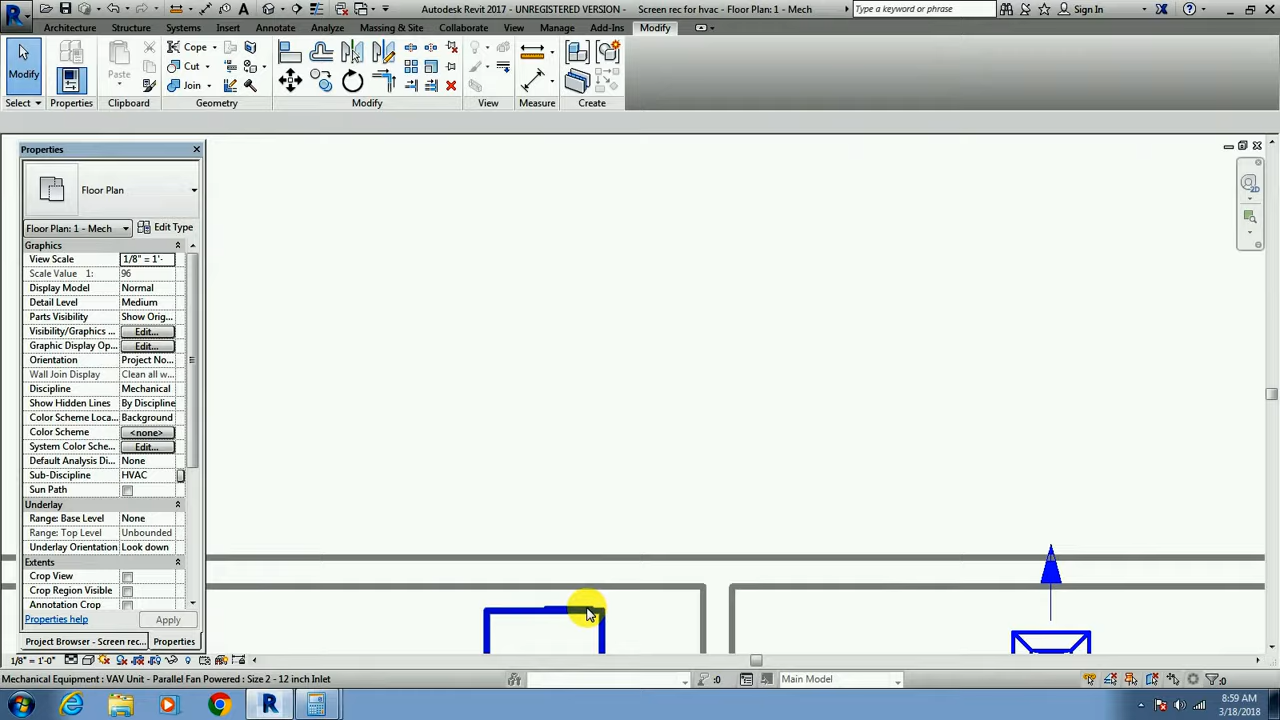 Autodesk Revit 2017 - UNREGISTERED VERSION - Screen rec for hvac - Floor Plan: 1 - Mech
Type a keyword or phrase
Sign In
Architecture Structure Systems Insert Annotate Analyze Massing & Site Collaborate View Manage Add-Ins Modify
Modify
Paste
Cope
Cut
Join
Select Properties Clipboard Geometry Modify View Measure Create
Properties
Floor Plan
Floor Plan: 1 - Mech Edit Type
Graphics
View Scale 1/8" = 1'-
Scale Value 1: 96
Display Model Normal
Detail Level Medium
Parts Visibility Show Orig...
Visibility/Graphics ... Edit...
Graphic Display Op... Edit...
Orientation Project No...
Wall Join Display Clean all w...
Discipline Mechanical
Show Hidden Lines By Discipline
Color Scheme Loca... Background
Color Scheme <none>
System Color Sche... Edit...
Default Analysis Di... None
Sub-Discipline HVAC
Sun Path
Underlay
Range: Base Level None
Range: Top Level Unbounded
Underlay Orientation Look down
Extents
Crop View
Crop Region Visible
Annotation Crop
Properties help Apply
Project Browser - Screen rec... Properties
1/8" = 1'-0"
Mechanical Equipment : VAV Unit - Parallel Fan Powered : Size 2 - 12 inch Inlet
:0
Main Model
:0
8:59 AM
3/18/2018
2D